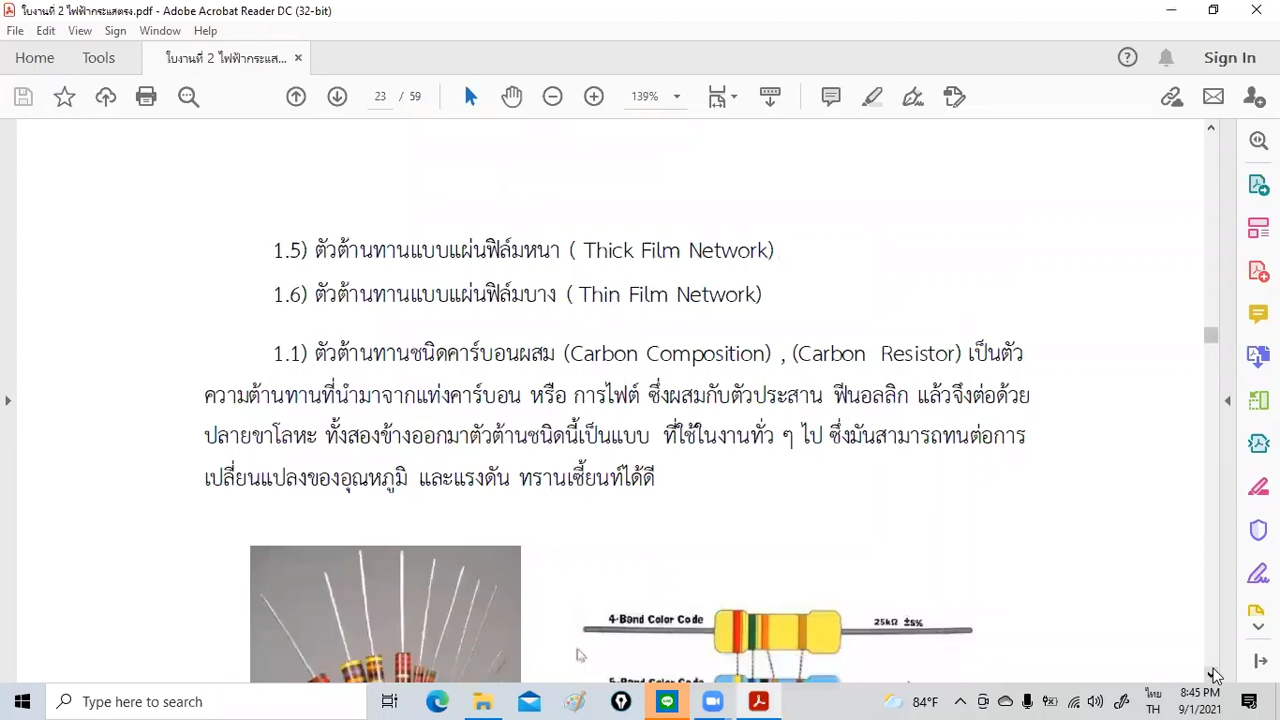 ใบงานที่ 2 ไฟฟ้ากระแสตรง.pdf - Adobe Acrobat Reader DC (32-bit)
File Edit View Sign Window Help
Home Tools ใบงานที่ 2 ไฟฟ้ากระแส... × Sign In
23 / 59 139%
1.5) ตัวต้านทานแบบแผ่นฟิล์มหนา ( Thick Film Network)
1.6) ตัวต้านทานแบบแผ่นฟิล์มบาง ( Thin Film Network)
1.1) ตัวต้านทานชนิดคาร์บอนผสม (Carbon Composition) , (Carbon Resistor) เป็นตัว
ความต้านทานที่นำมาจากแท่งคาร์บอน หรือ การไฟต์ ซึ่งผสมกับตัวประสาน ฟีนอลลิก แล้วจึงต่อด้วย
ปลายขาโลหะ ทั้งสองข้างออกมาตัวต้านชนิดนี้เป็นแบบ ที่ใช้ในงานทั่ว ๆ ไป ซึ่งมันสามารถทนต่อการ
เปลี่ยนแปลงของอุณหภูมิ และแรงดัน ทรานเซี้ยนท์ได้ดี
4-Band Color Code 25kΩ ±5%
Type here to search
84°F
ไทย
TH
8:45 PM
9/1/2021